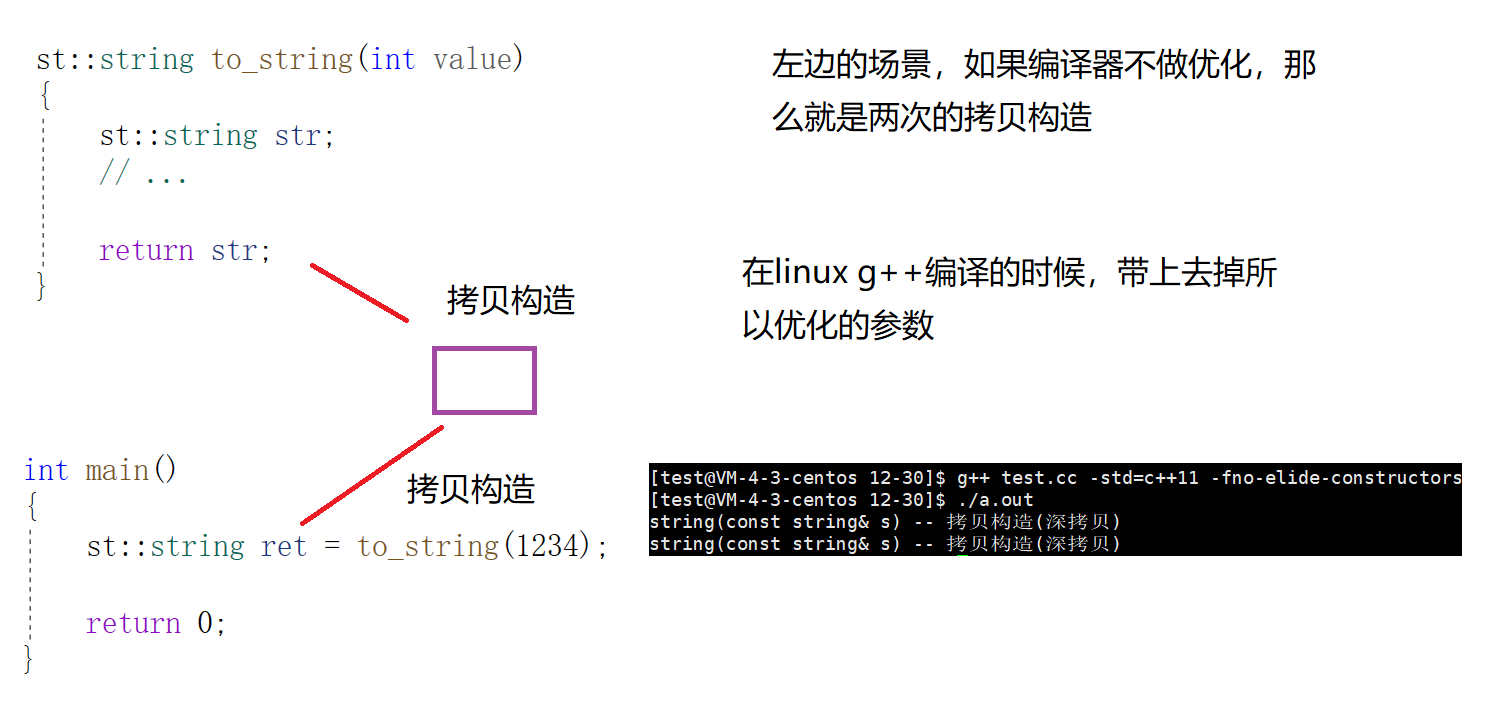 st::string to_string(int value)
{
st::string str;
// ...
return str;
}
拷贝构造
int main()
{
拷贝构造
st::string ret = to_string(1234);
return 0;
}
左边的场景，如果编译器不做优化，那
么就是两次的拷贝构造
在linux g++编译的时候，带上去掉所
以优化的参数
[test@VM-4-3-centos 12-30]$ g++ test.cc -std=c++11 -fno-elide-constructors
[test@VM-4-3-centos 12-30]$ ./a.out
string(const string& s) -- 拷贝构造(深拷贝)
string(const string& s) -- 拷贝构造(深拷贝)